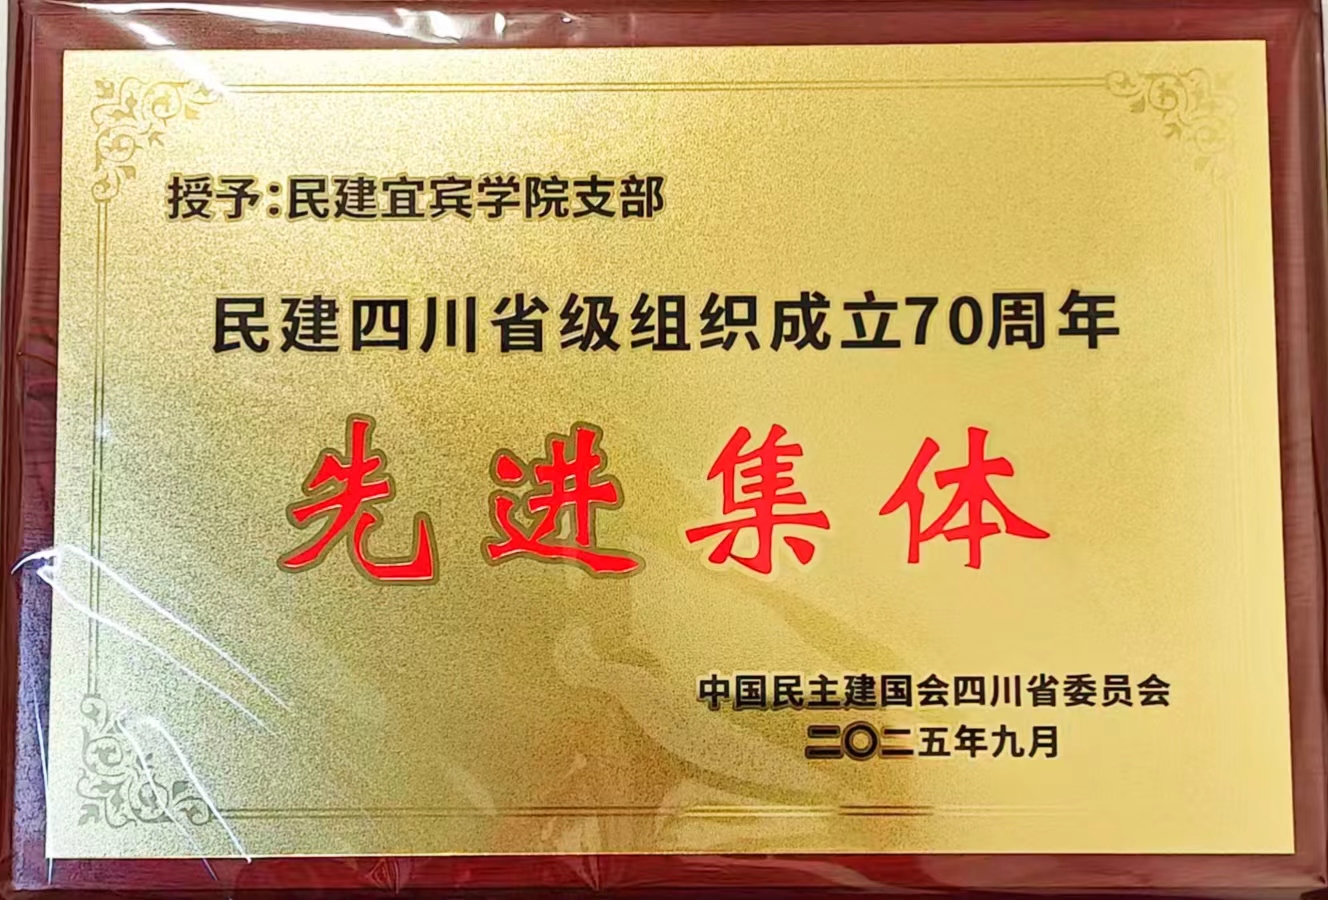 授予：民建宜宾学院支部
民建四川省级组织成立70周年
先进集体
中国民主建国会四川省委员会
二〇二五年九月